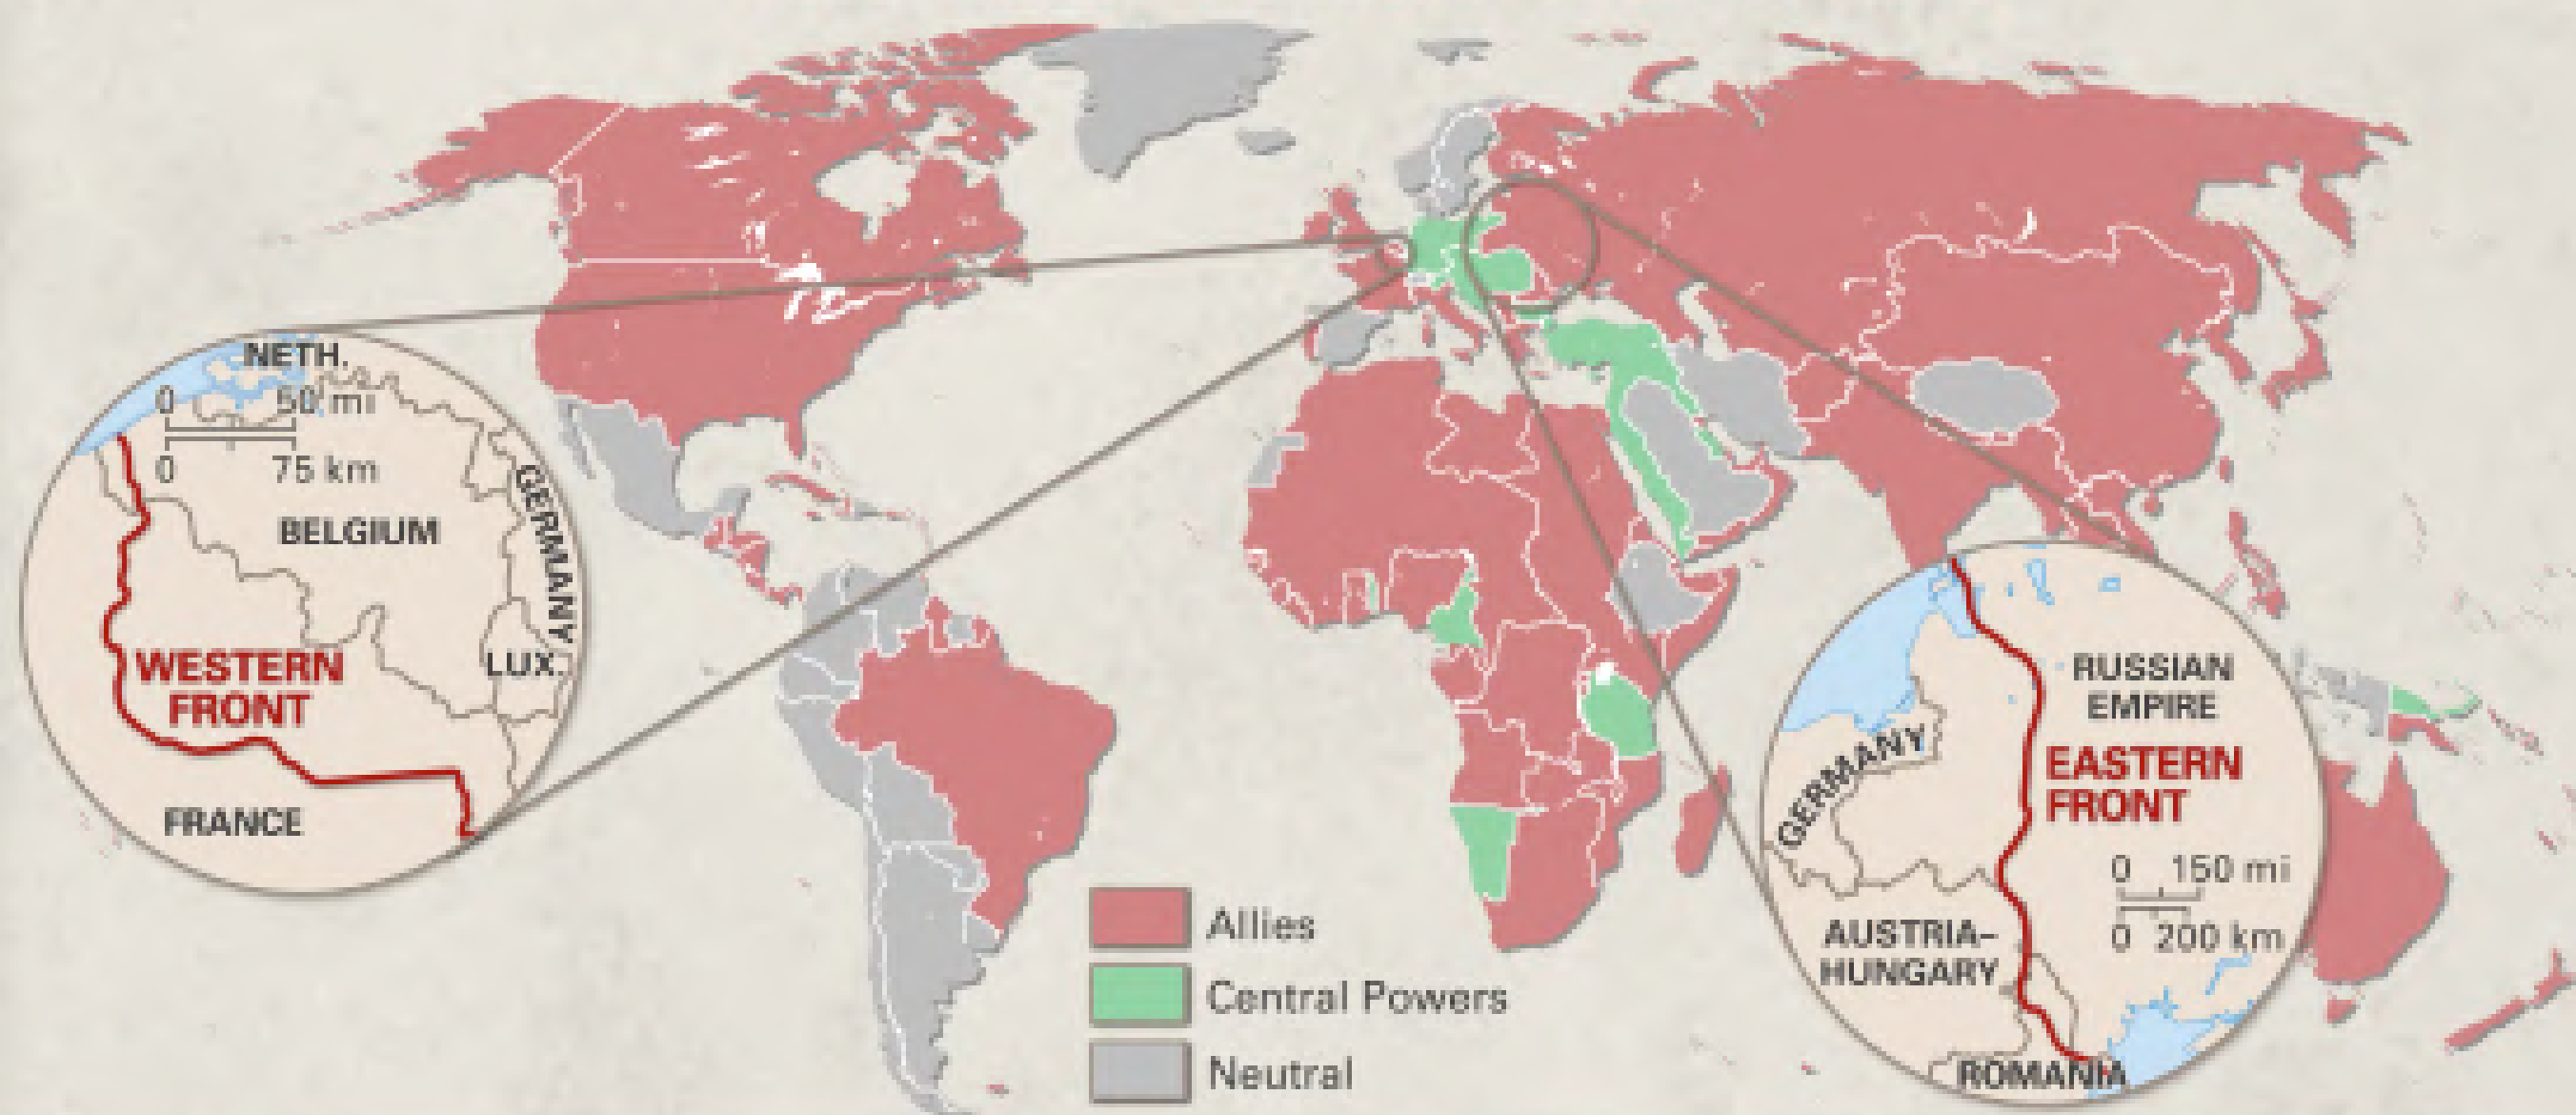 NETH.
0 50 mi
0 75 km
BELGIUM
GERMANY
LUX.
WESTERN
FRONT
FRANCE
Allies
Central Powers
Neutral
RUSSIAN
EMPIRE
EASTERN
FRONT
GERMANY
0 150 mi
0 200 km
AUSTRIA-
HUNGARY
ROMANIA